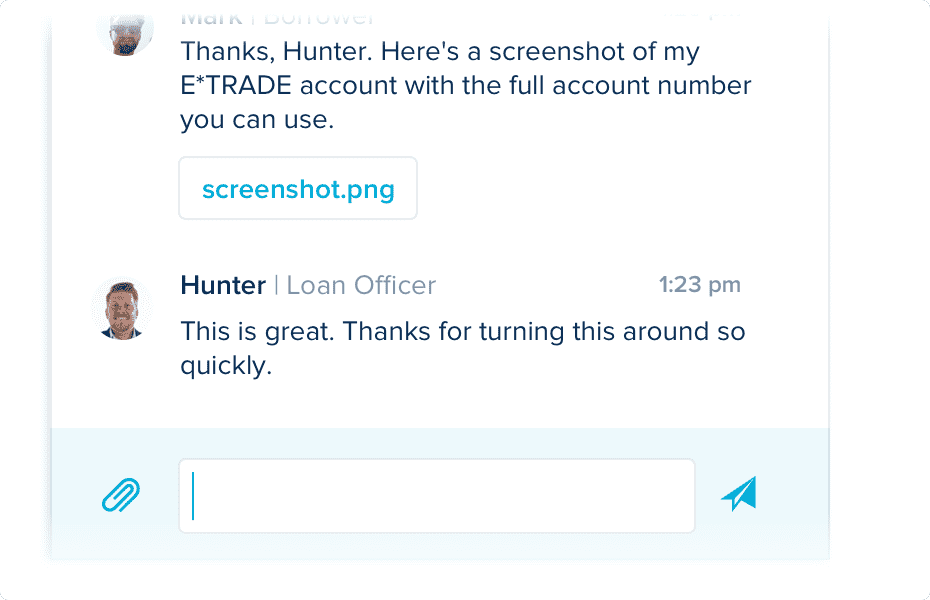 Mark | Borrower
Thanks, Hunter. Here's a screenshot of my
E*TRADE account with the full account number
you can use.
screenshot.png
Hunter | Loan Officer 1:23 pm
This is great. Thanks for turning this around so
quickly.